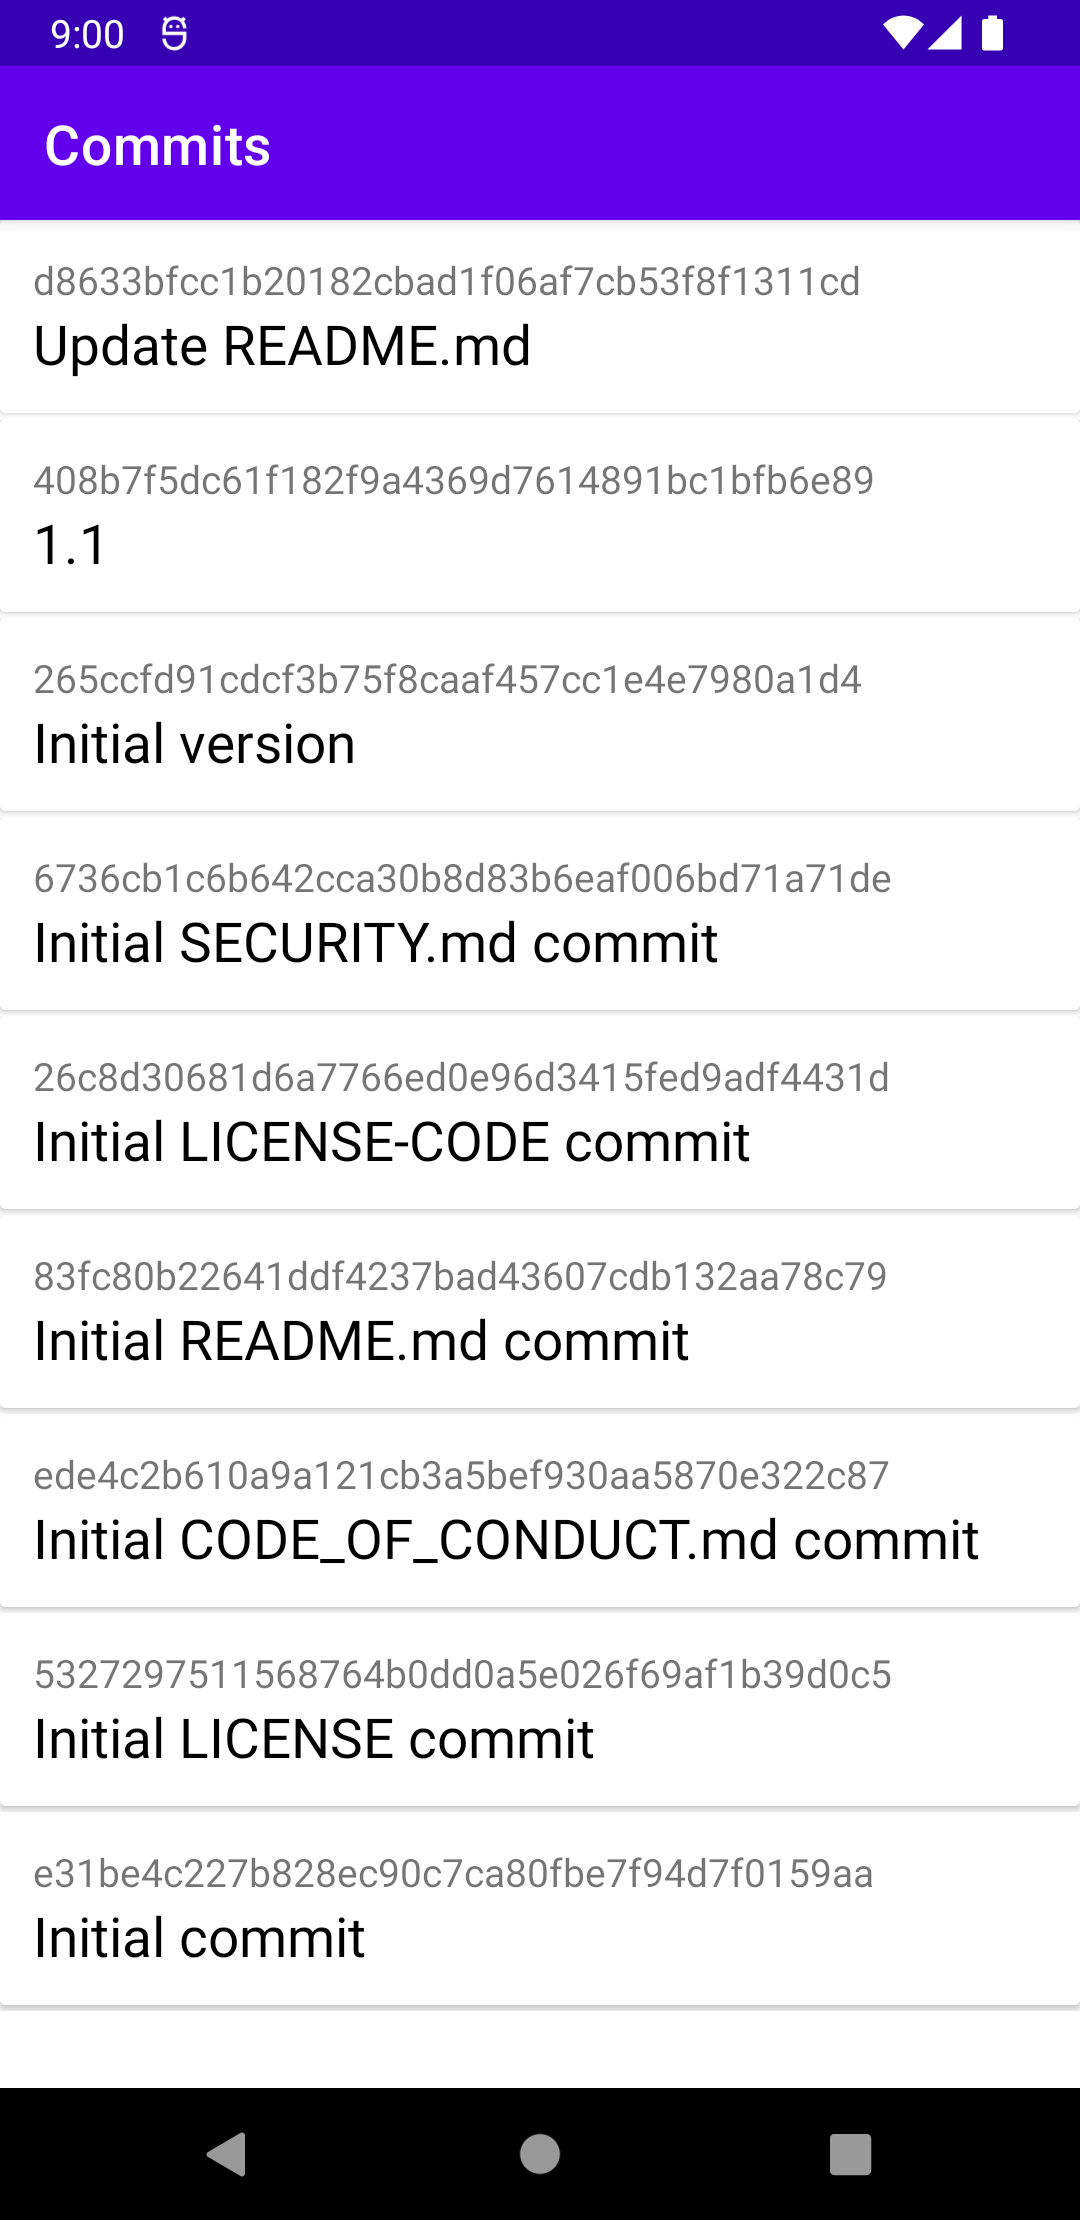 9:00
Commits
d8633bfcc1b20182cbad1f06af7cb53f8f1311cd
Update README.md
408b7f5dc61f182f9a4369d7614891bc1bfb6e89
1.1
265ccfd91cdcf3b75f8caaf457cc1e4e7980a1d4
Initial version
6736cb1c6b642cca30b8d83b6eaf006bd71a71de
Initial SECURITY.md commit
26c8d30681d6a7766ed0e96d3415fed9adf4431d
Initial LICENSE-CODE commit
83fc80b22641ddf4237bad43607cdb132aa78c79
Initial README.md commit
ede4c2b610a9a121cb3a5bef930aa5870e322c87
Initial CODE_OF_CONDUCT.md commit
5327297511568764b0dd0a5e026f69af1b39d0c5
Initial LICENSE commit
e31be4c227b828ec90c7ca80fbe7f94d7f0159aa
Initial commit